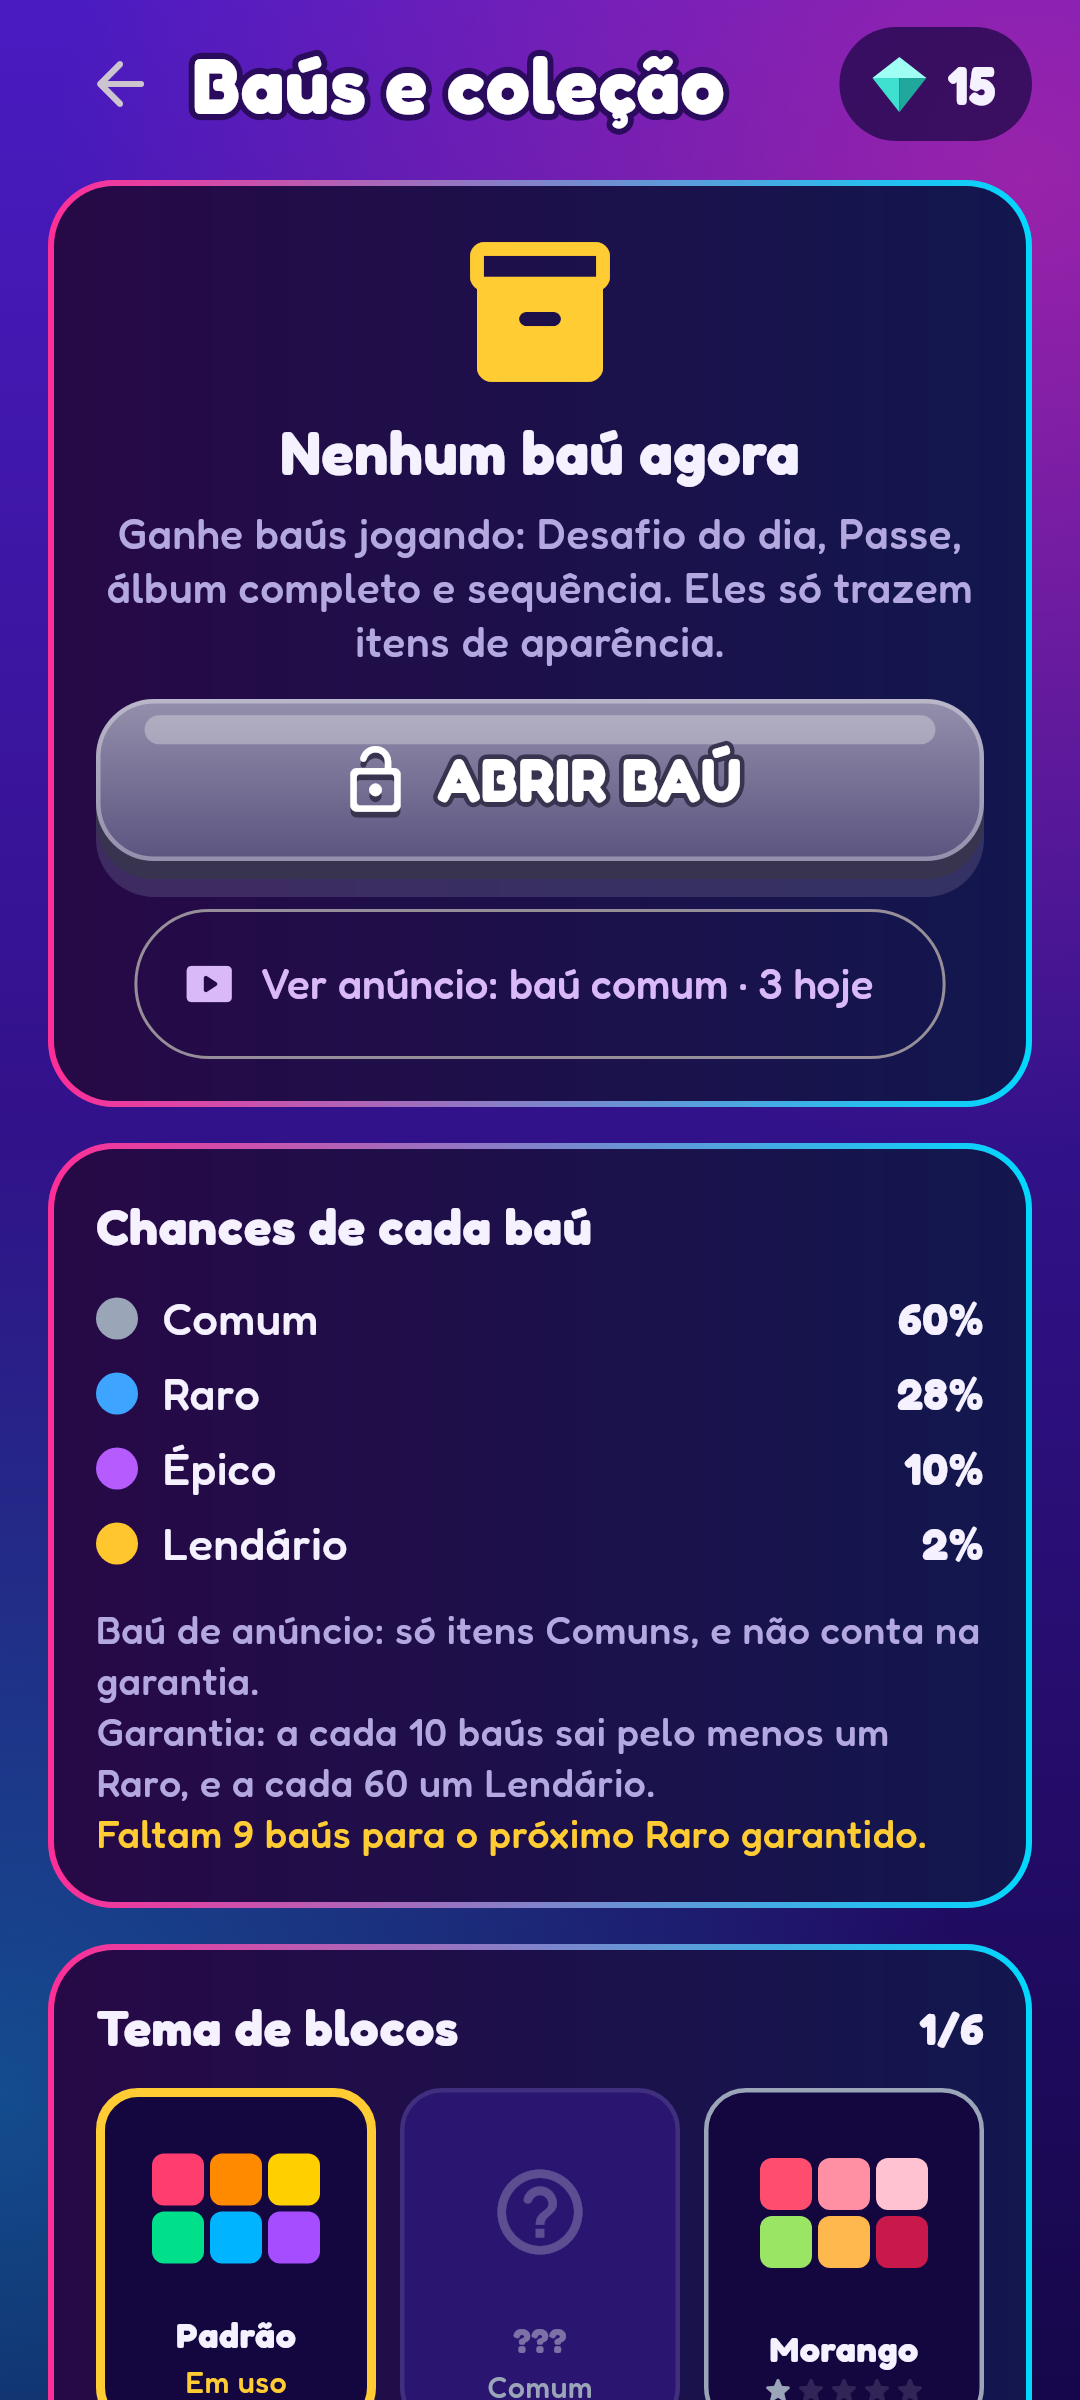 Baús e coleção
15
Nenhum baú agora
Ganhe baús jogando: Desafio do dia, Passe,
álbum completo e sequência. Eles só trazem
itens de aparência.
ABRIR BAÚ
Ver anúncio: baú comum · 3 hoje
Chances de cada baú
Comum 60%
Raro 28%
Épico 10%
Lendário 2%
Baú de anúncio: só itens Comuns, e não conta na
garantia.
Garantia: a cada 10 baús sai pelo menos um
Raro, e a cada 60 um Lendário.
Faltam 9 baús para o próximo Raro garantido.
Tema de blocos 1/6
Padrão
Em uso
???
Comum
Morango